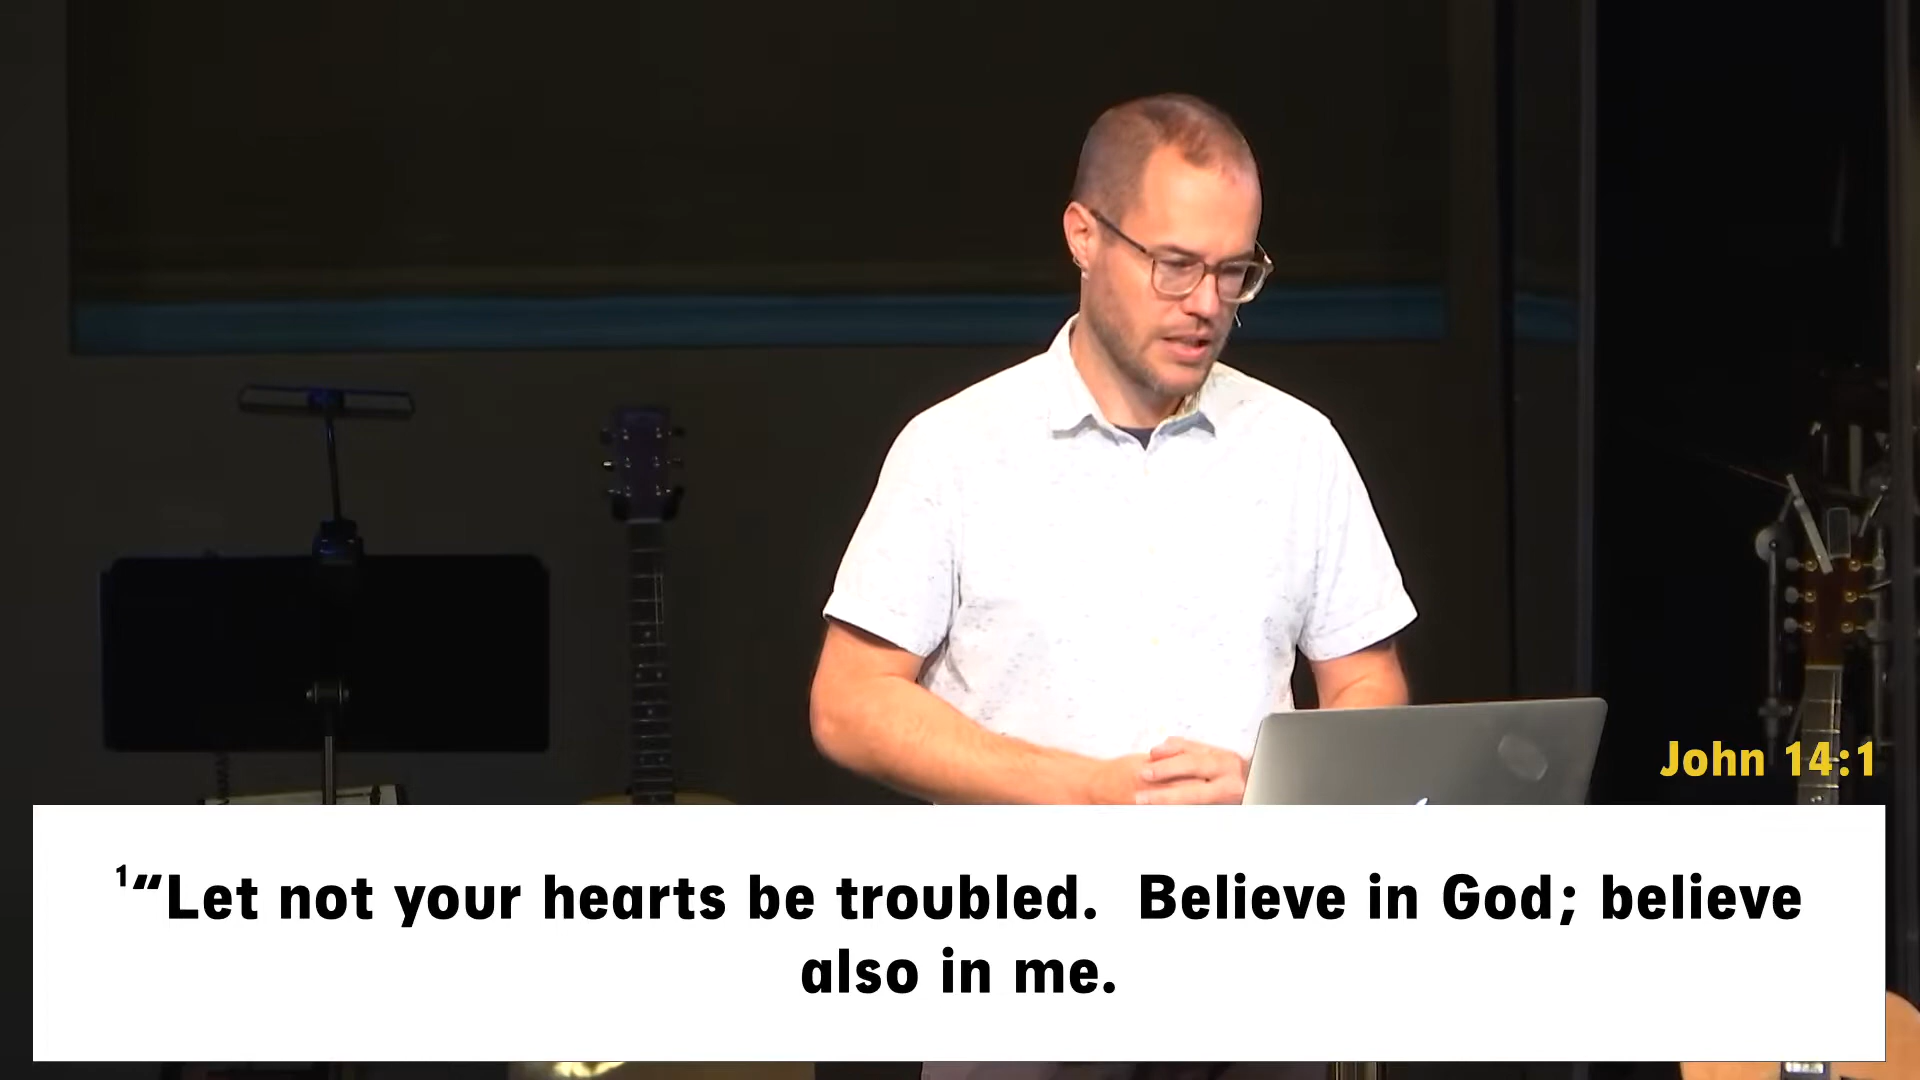 John 14:1
¹“Let not your hearts be troubled.  Believe in God; believe
also in me.